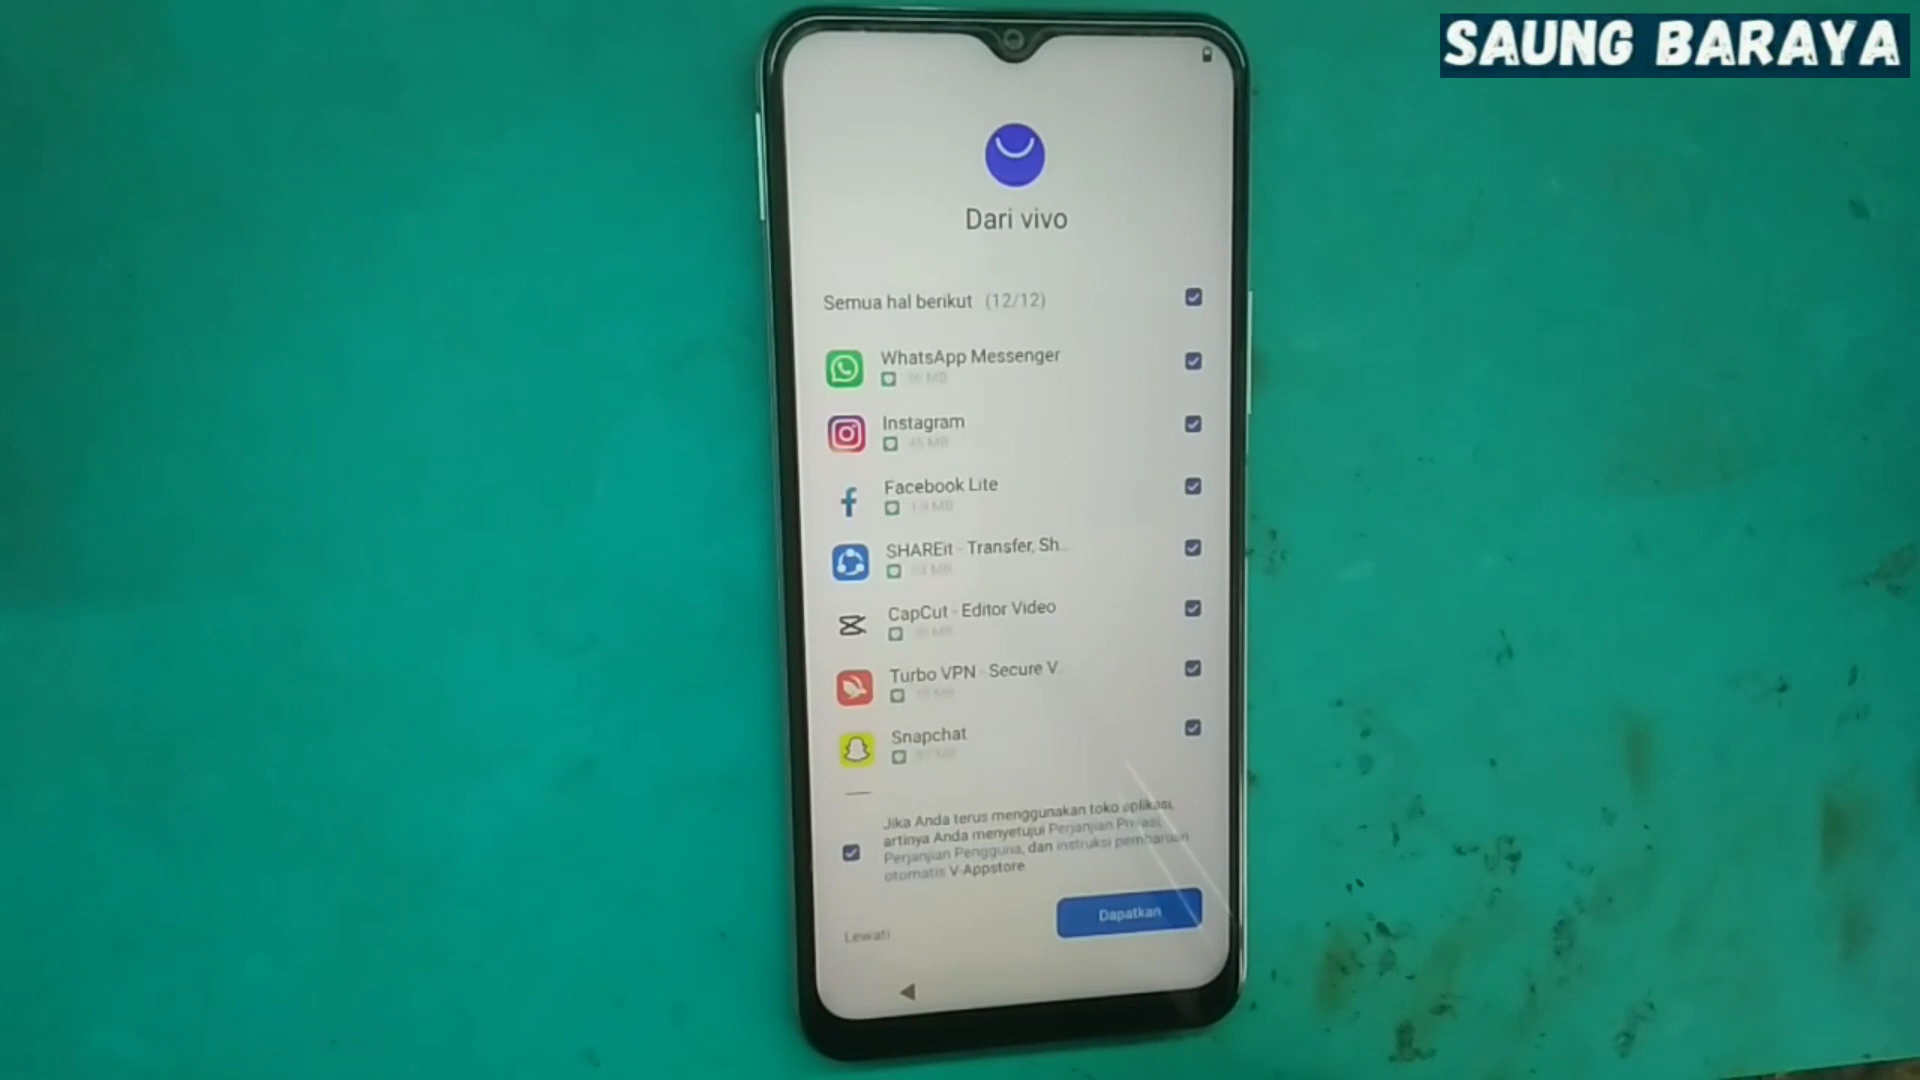 SAUNG BARAYA
Dari vivo
Semua hal berikut (12/12)
WhatsApp Messenger
Instagram
Facebook Lite
SHAREit - Transfer, Sh...
CapCut - Editor Video
Turbo VPN - Secure V...
Snapchat
Jika Anda terus menggunakan toko aplikasi,
artinya Anda menyetujui Perjanjian
Perjanjian Pengguna, dan instruksi pembaruan
otomatis V-Appstore
Dapatkan
Lewati